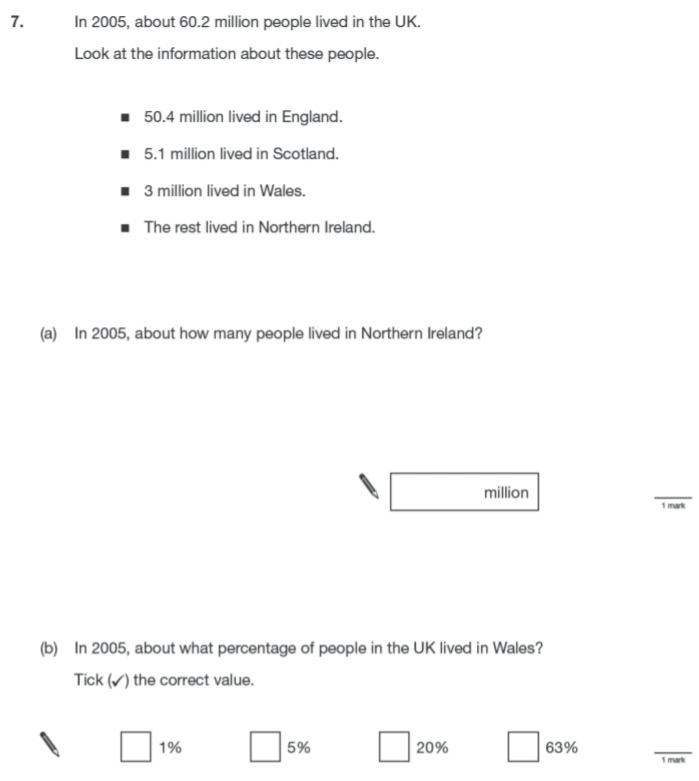 7. In 2005, about 60.2 million people lived in the UK.
Look at the information about these people.
■ 50.4 million lived in England.
■ 5.1 million lived in Scotland.
■ 3 million lived in Wales.
■ The rest lived in Northern Ireland.
(a) In 2005, about how many people lived in Northern Ireland?
million
1 mark
(b) In 2005, about what percentage of people in the UK lived in Wales?
Tick (✓) the correct value.
1% 5% 20% 63%
1 mark